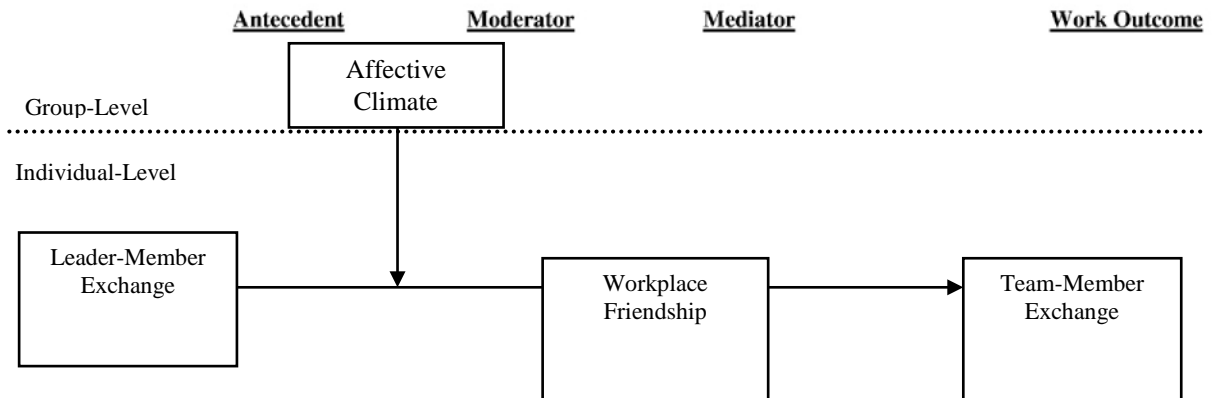 Antecedent Moderator Mediator Work Outcome
Affective
Climate
Group-Level
Individual-Level
Leader-Member
Exchange
Workplace
Friendship
Team-Member
Exchange